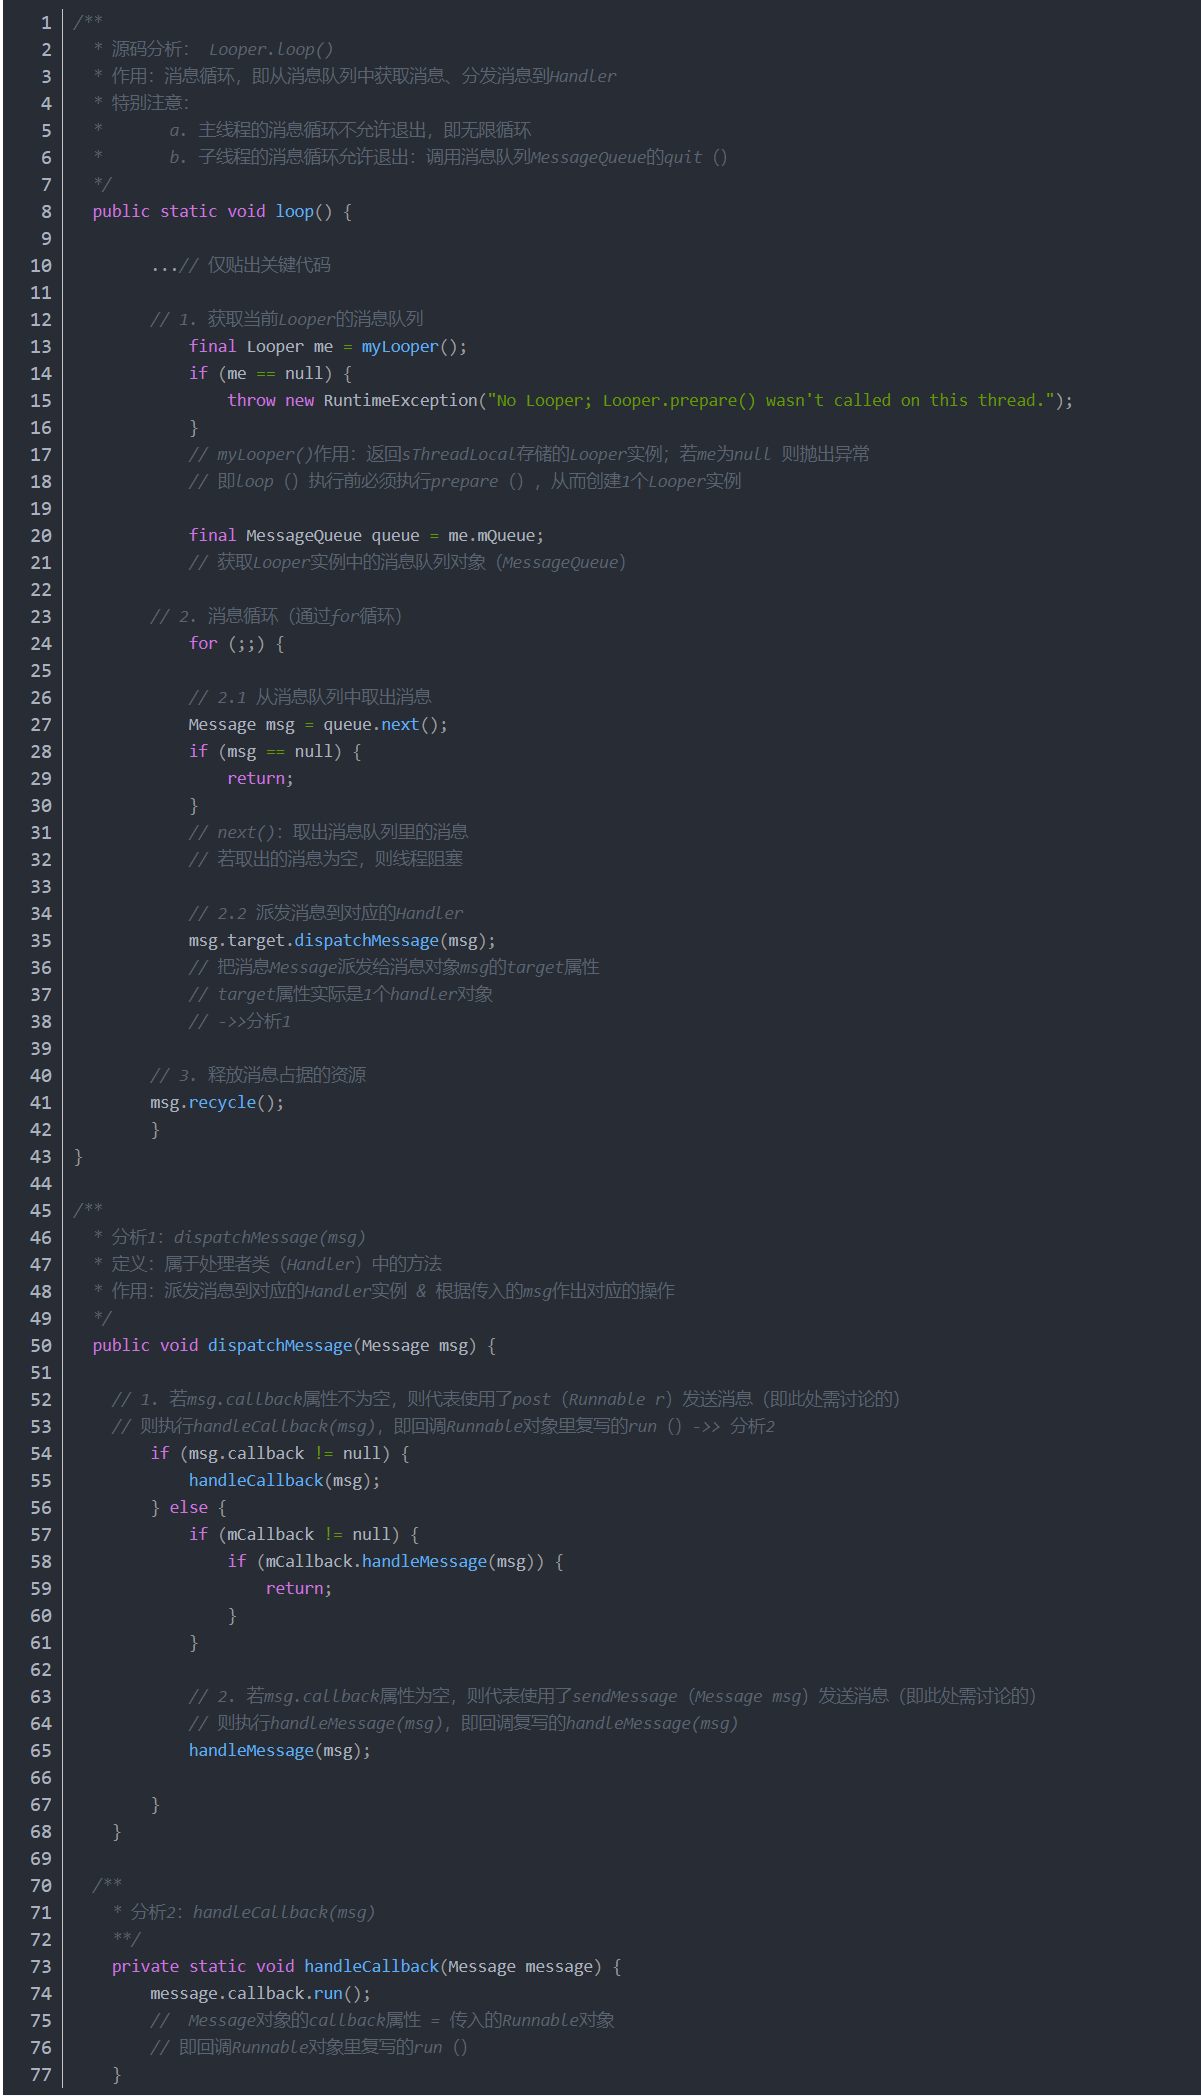 1 /**
2 * 源码分析： Looper.loop()
3 * 作用：消息循环，即从消息队列中获取消息、分发消息到Handler
4 * 特别注意：
5 * a. 主线程的消息循环不允许退出，即无限循环
6 * b. 子线程的消息循环允许退出：调用消息队列MessageQueue的quit（）
7 */
8 public static void loop() {
9
10 ...// 仅贴出关键代码
11
12 // 1. 获取当前Looper的消息队列
13 final Looper me = myLooper();
14 if (me == null) {
15 throw new RuntimeException("No Looper; Looper.prepare() wasn't called on this thread.");
16 }
17 // myLooper()作用：返回sThreadLocal存储的Looper实例；若me为null 则抛出异常
18 // 即loop（）执行前必须执行prepare（），从而创建1个Looper实例
19
20 final MessageQueue queue = me.mQueue;
21 // 获取Looper实例中的消息队列对象（MessageQueue）
22
23 // 2. 消息循环（通过for循环）
24 for (;;) {
25
26 // 2.1 从消息队列中取出消息
27 Message msg = queue.next();
28 if (msg == null) {
29 return;
30 }
31 // next()：取出消息队列里的消息
32 // 若取出的消息为空，则线程阻塞
33
34 // 2.2 派发消息到对应的Handler
35 msg.target.dispatchMessage(msg);
36 // 把消息Message派发给消息对象msg的target属性
37 // target属性实际是1个handler对象
38 // ->>分析1
39
40 // 3. 释放消息占据的资源
41 msg.recycle();
42 }
43 }
44
45 /**
46 * 分析1：dispatchMessage(msg)
47 * 定义：属于处理者类（Handler）中的方法
48 * 作用：派发消息到对应的Handler实例 & 根据传入的msg作出对应的操作
49 */
50 public void dispatchMessage(Message msg) {
51
52 // 1. 若msg.callback属性不为空，则代表使用了post（Runnable r）发送消息（即此处需讨论的）
53 // 则执行handleCallback(msg)，即回调Runnable对象里复写的run（）->> 分析2
54 if (msg.callback != null) {
55 handleCallback(msg);
56 } else {
57 if (mCallback != null) {
58 if (mCallback.handleMessage(msg)) {
59 return;
60 }
61 }
62
63 // 2. 若msg.callback属性为空，则代表使用了sendMessage（Message msg）发送消息（即此处需讨论的）
64 // 则执行handleMessage(msg)，即回调复写的handleMessage(msg)
65 handleMessage(msg);
66
67 }
68 }
69
70 /**
71 * 分析2：handleCallback(msg)
72 **/
73 private static void handleCallback(Message message) {
74 message.callback.run();
75 // Message对象的callback属性 = 传入的Runnable对象
76 // 即回调Runnable对象里复写的run（）
77 }